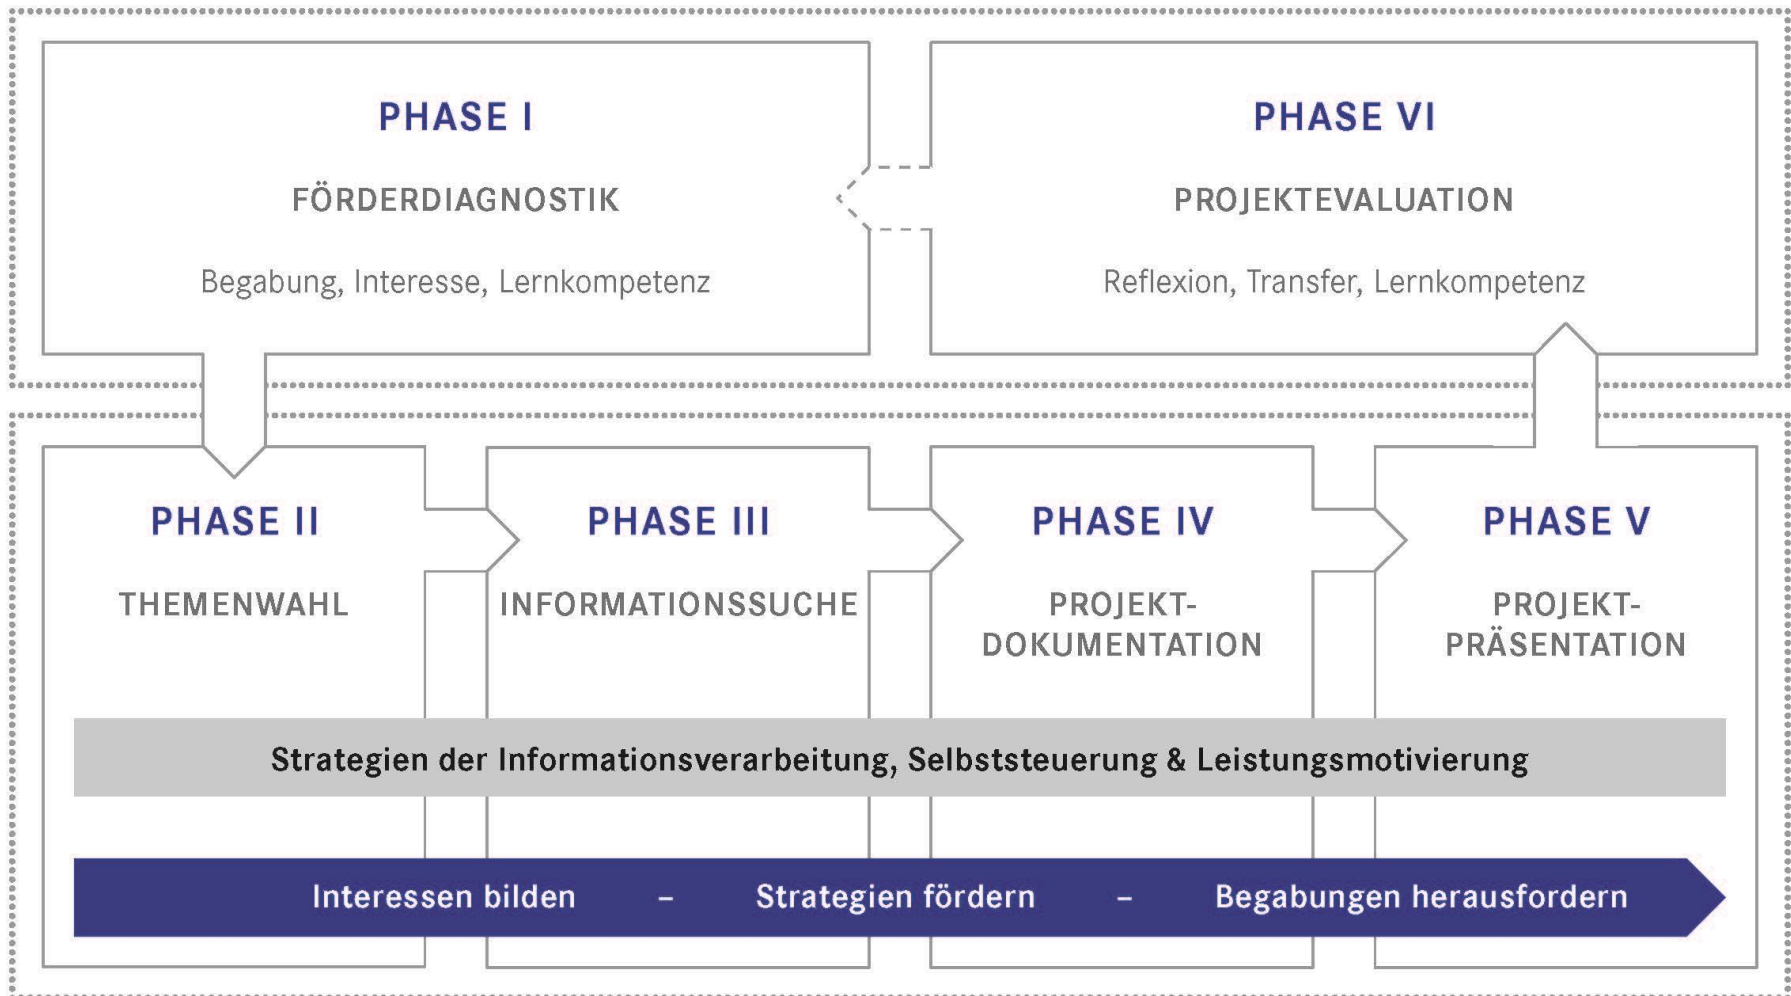 PHASE I
FÖRDERDIAGNOSTIK
Begabung, Interesse, Lernkompetenz
PHASE VI
PROJEKTEVALUATION
Reflexion, Transfer, Lernkompetenz
PHASE II
THEMENWAHL
PHASE III
INFORMATIONSSUCHE
PHASE IV
PROJEKT-
DOKUMENTATION
PHASE V
PROJEKT-
PRÄSENTATION
Strategien der Informationsverarbeitung, Selbststeuerung & Leistungsmotivierung
Interessen bilden – Strategien fördern – Begabungen herausfordern